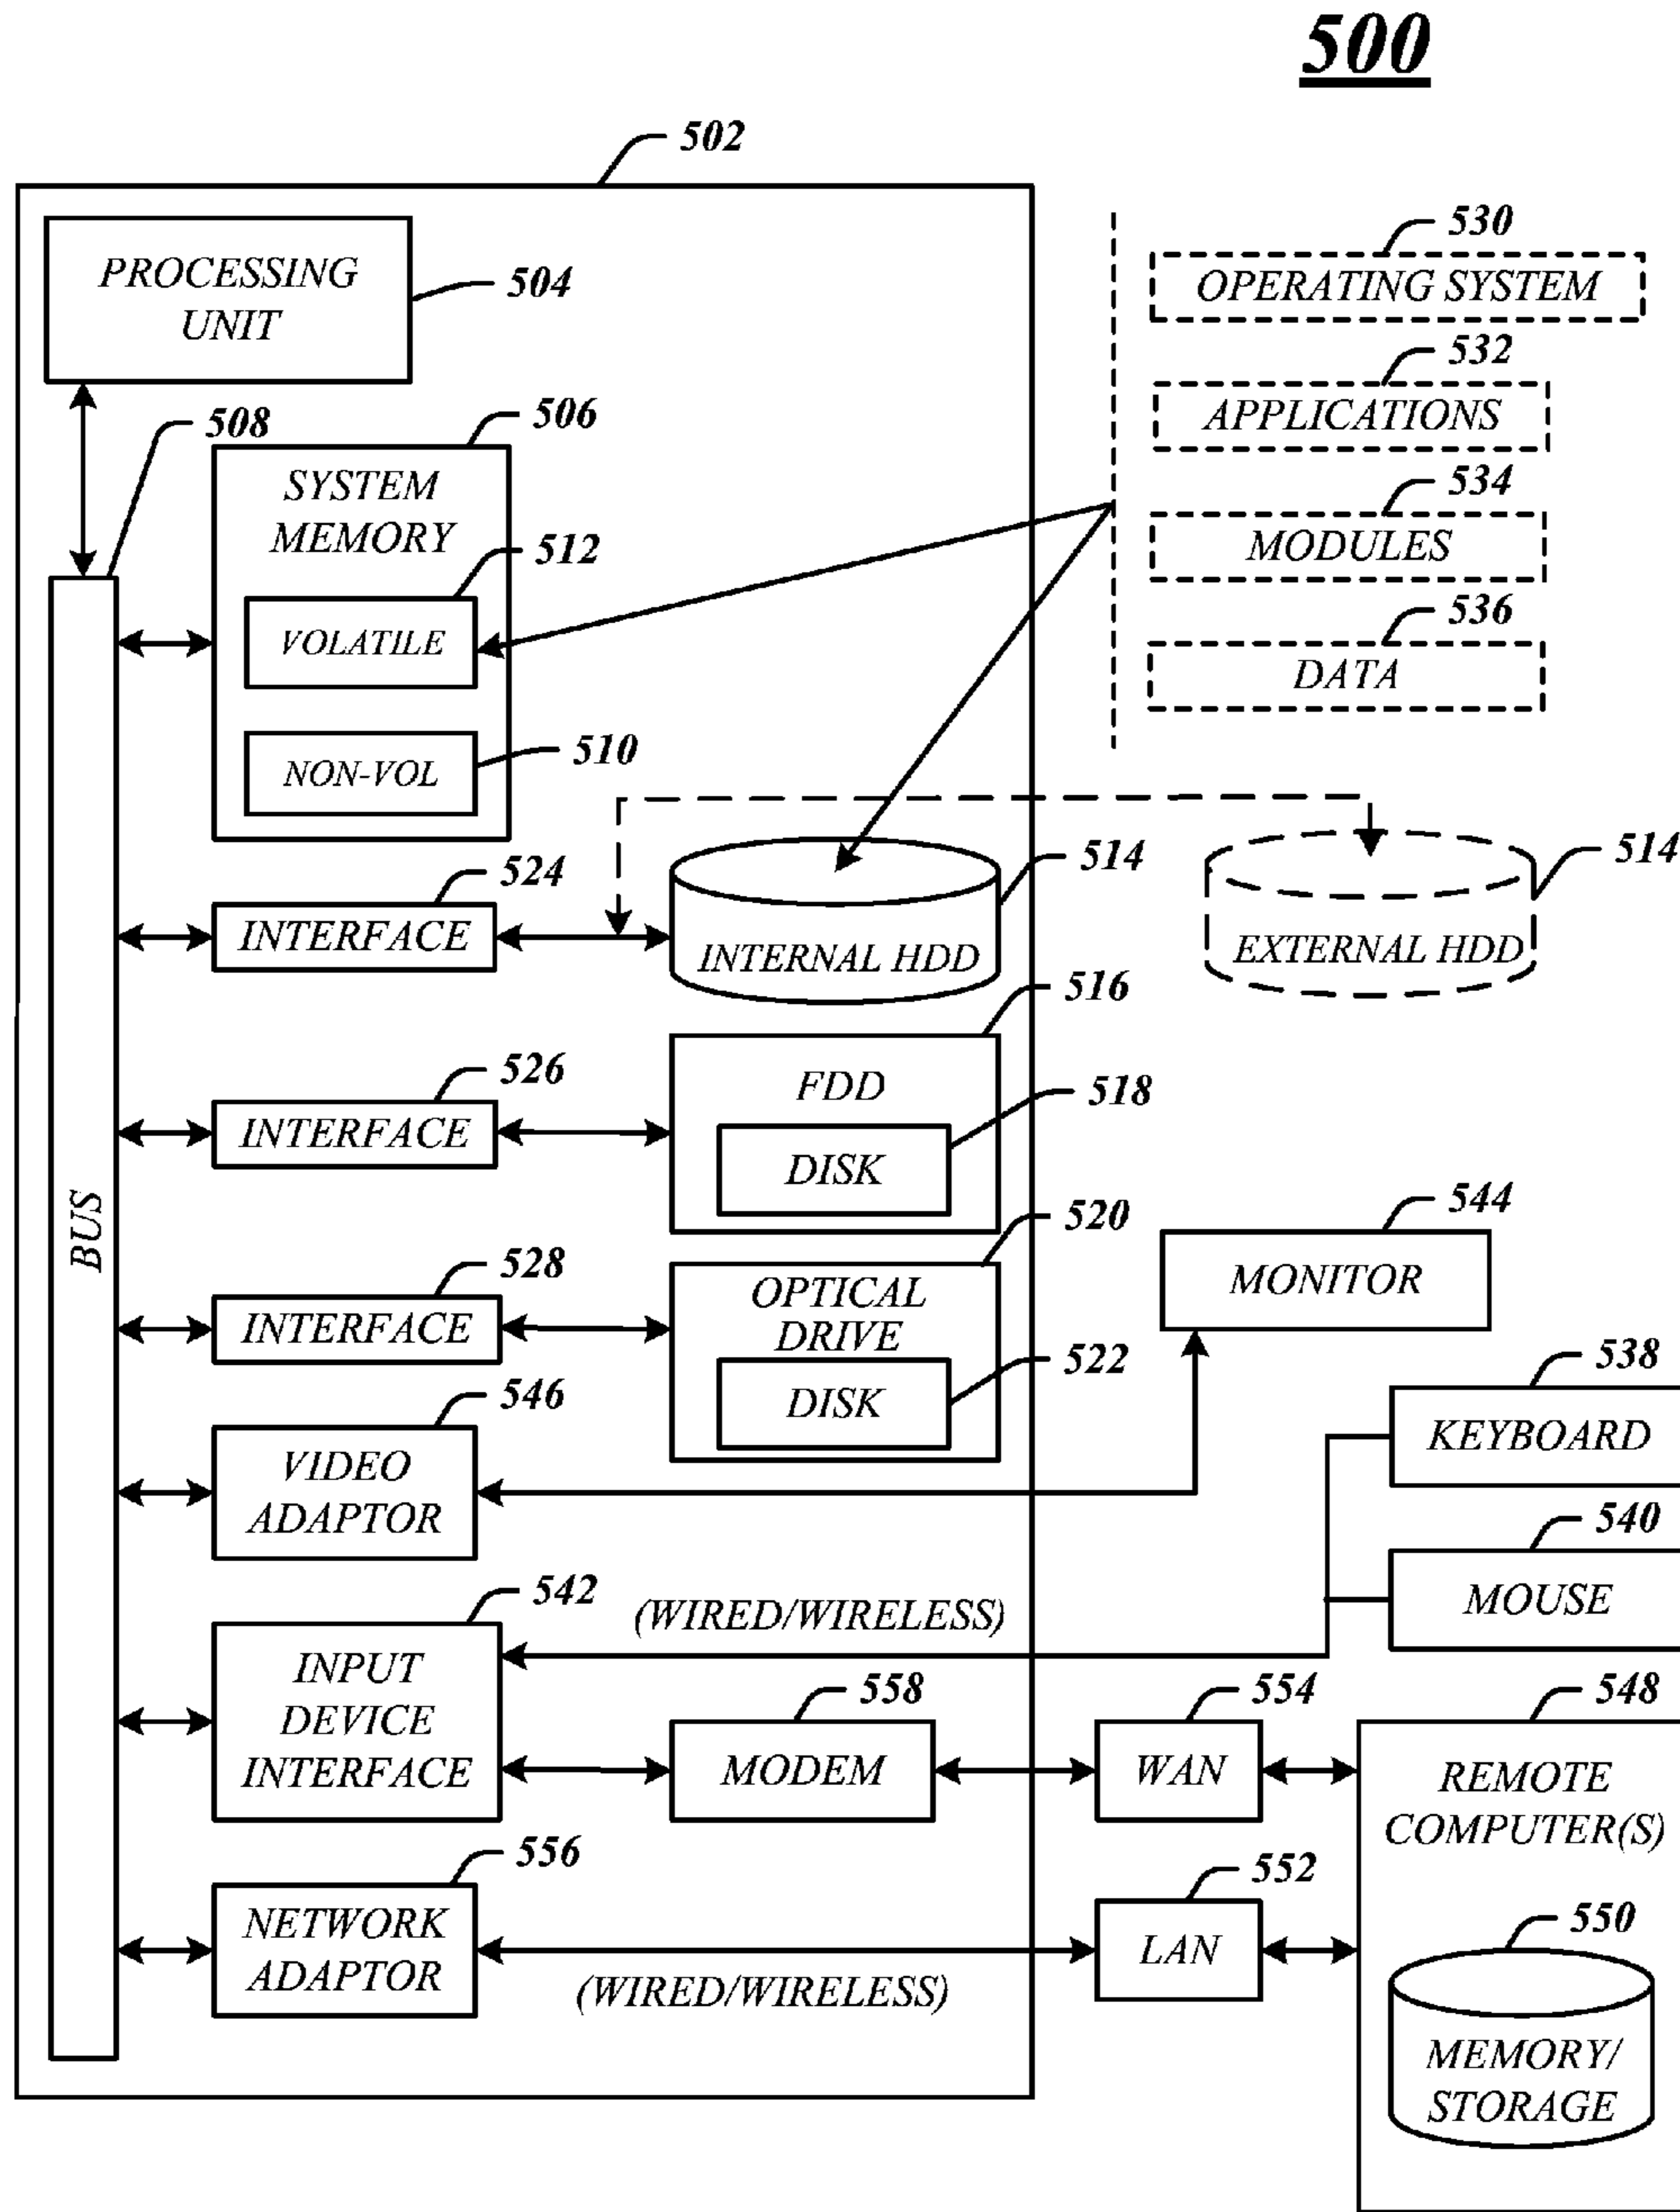 500
502
PROCESSING
UNIT
504
530
OPERATING SYSTEM
532
APPLICATIONS
534
MODULES
536
DATA
508
506
SYSTEM
MEMORY
512
VOLATILE
510
NON-VOL
524
INTERFACE
514
INTERNAL HDD
514
EXTERNAL HDD
516
FDD
518
DISK
526
INTERFACE
BUS
520
OPTICAL
DRIVE
522
DISK
528
INTERFACE
544
MONITOR
546
VIDEO
ADAPTOR
538
KEYBOARD
540
MOUSE
542
INPUT
DEVICE
INTERFACE
(WIRED/WIRELESS)
558
MODEM
554
WAN
548
REMOTE
COMPUTER(S)
556
NETWORK
ADAPTOR
(WIRED/WIRELESS)
552
LAN
550
MEMORY/
STORAGE